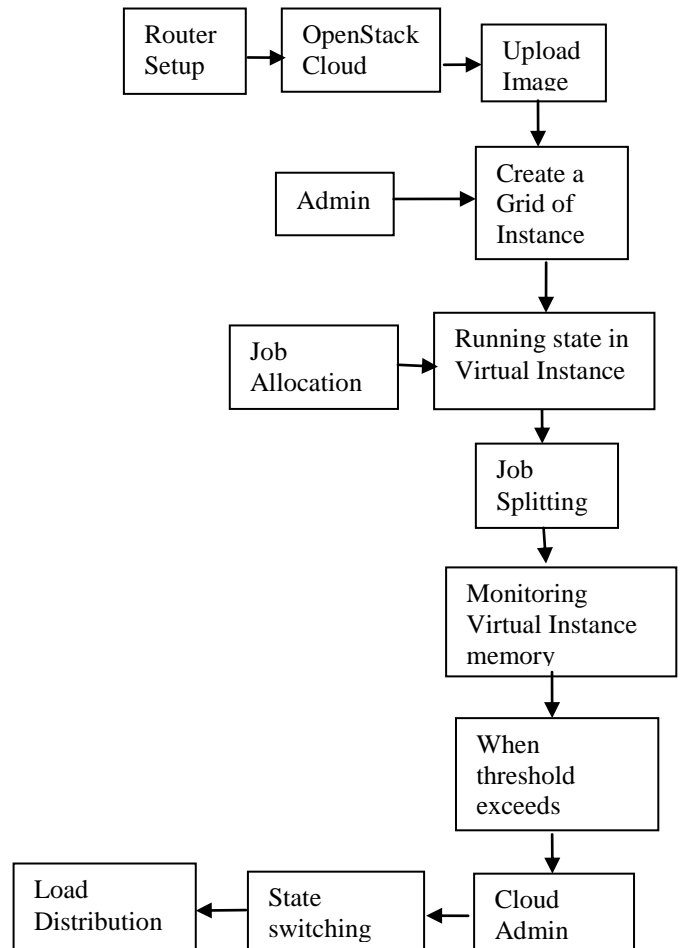 Router
Setup
OpenStack
Cloud
Upload
Image
Create a
Grid of
Instance
Admin
Running state in
Virtual Instance
Job
Allocation
Job
Splitting
Monitoring
Virtual Instance
memory
When
threshold
exceeds
Load
Distribution
State
switching
Cloud
Admin